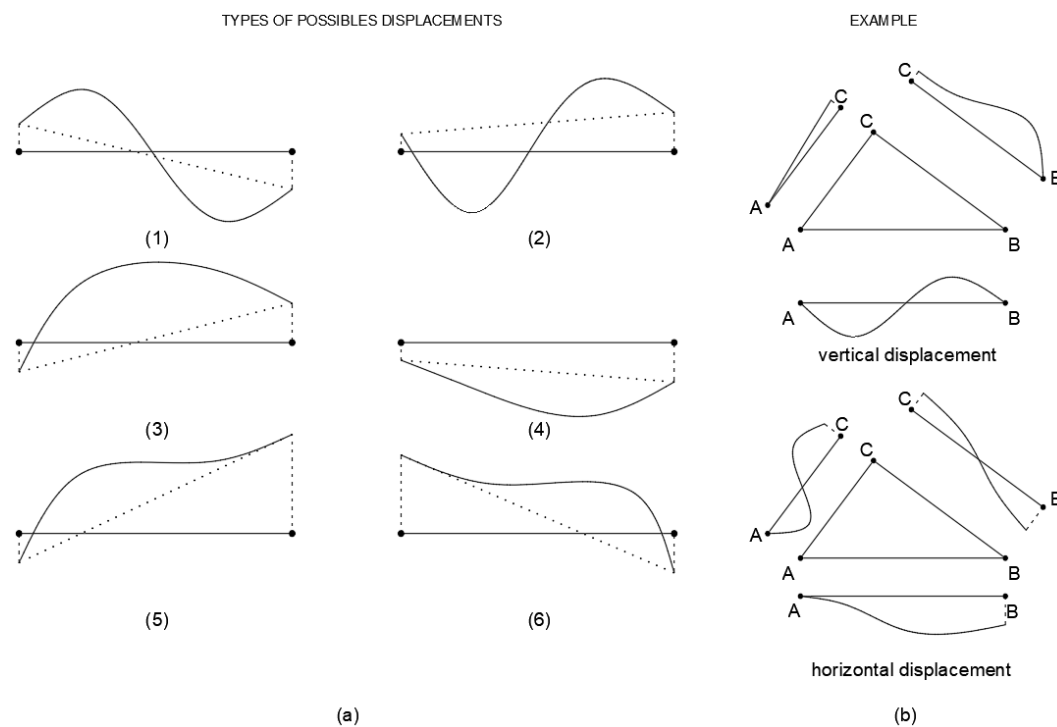 TYPES OF POSSIBLES DISPLACEMENTS
EXAMPLE
(1)
(2)
(3)
(4)
(5)
(6)
(a)
C
C
C
A
B
A
B
A
B
vertical displacement
C
C
C
A
B
A
B
A
B
horizontal displacement
(b)